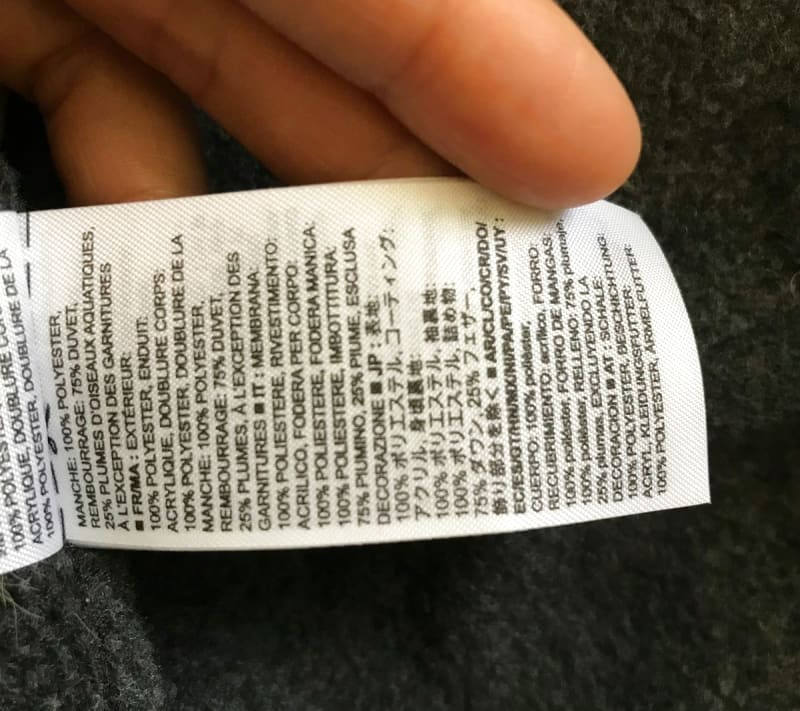 100% POLYES
ACRYLIQUE, DOUBLURE DE LA
100% POLYESTER, DOUBLURE
MANCHE: 100% POLYESTER,
REMBOURRAGE: 75% DUVET,
25% PLUMES D'OISEAUX AQUATIQUES,
À L'EXCEPTION DES GARNITURES
■ FR/MA: EXTÉRIEUR:
100% POLYESTER, ENDUIT:
ACRYLIQUE, DOUBLURE CORPS:
100% POLYESTER, DOUBLURE DE LA
MANCHE: 100% POLYESTER,
REMBOURRAGE: 75% DUVET,
25% PLUMES, À L'EXCEPTION DES
GARNITURES ■ IT: MEMBRANA:
100% POLIESTERE, RIVESTIMENTO:
ACRILICO, FODERA PER CORPO:
100% POLIESTERE, FODERA MANICA:
100% POLIESTERE, IMBOTTITURA:
75% PIUMINO, 25% PIUME, ESCLUSA
DECORAZIONE ■ JP: 表地:
100% ポリエステル, コーティング:
アクリル, 身頃裏地:
100% ポリエステル, 袖裏地:
100% ポリエステル, 詰め物:
75% ダウン, 25% フェザー,
飾り部分を除く ■ AR/CL/CO/CR/DO/
EC/ES/GT/HN/MX/NI/PA/PE/PY/SV/UY:
CUERPO: 100% poliéster,
RECUBRIMIENTO: acrílico, FORRO:
100% poliéster, FORRO DE MANGAS:
100% poliéster, RELLENO: 75% plumaje,
25% plumas, EXCLUYENDO LA
DECORACION ■ AT: SCHALE:
100% POLYESTER, BESCHICHTUNG:
ACRYL, KLEIDUNGSFUTTER:
100% POLYESTER, ÄRMELFUTTER:
100% POLYESTER,